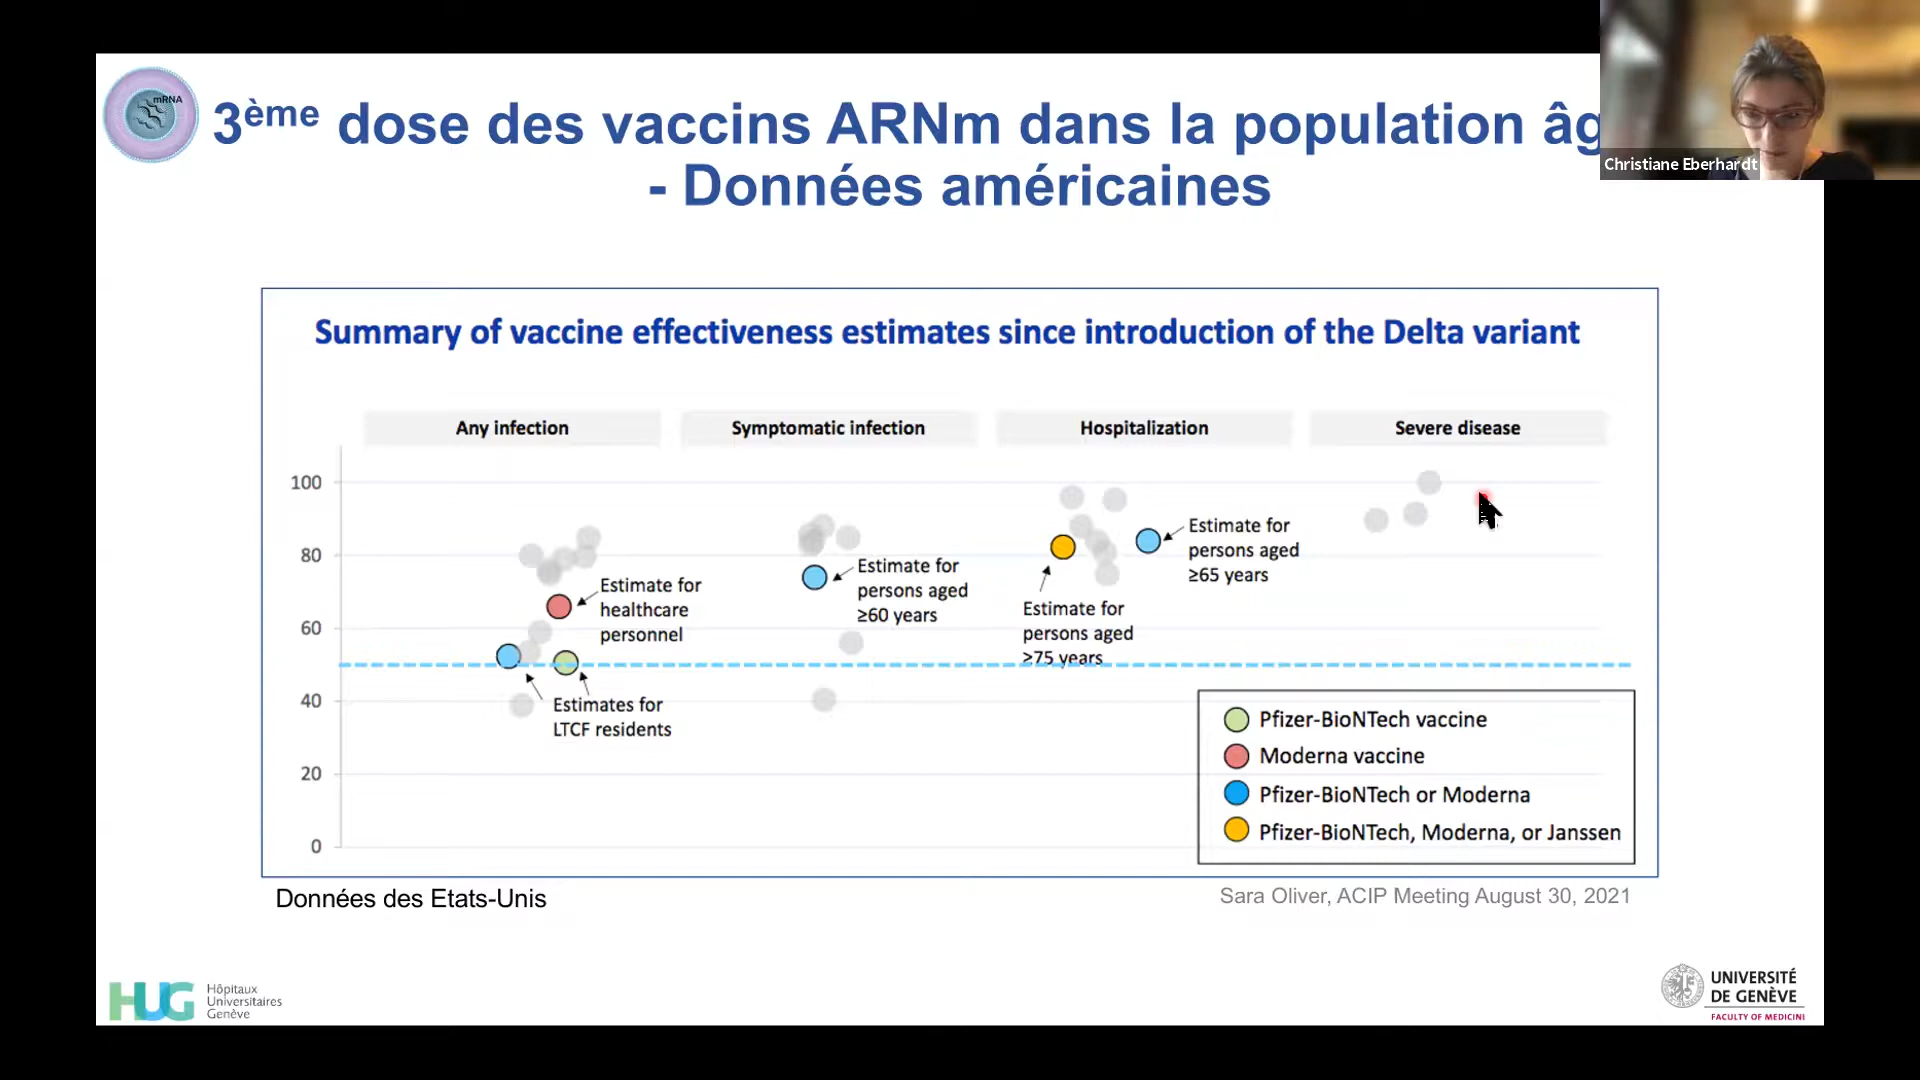 mRNA
3ème dose des vaccins ARNm dans la population
- Données américaines
Christiane Eberhardt
Summary of vaccine effectiveness estimates since introduction of the Delta variant
Any infection
Symptomatic infection
Hospitalization
Severe disease
100
80
60
40
20
0
Estimate for
healthcare
personnel
Estimates for
LTCF residents
Estimate for
persons aged
≥60 years
Estimate for
persons aged
≥75 years
Estimate for
persons aged
≥65 years
Pfizer-BioNTech vaccine
Moderna vaccine
Pfizer-BioNTech or Moderna
Pfizer-BioNTech, Moderna, or Janssen
Données des Etats-Unis
Sara Oliver, ACIP Meeting August 30, 2021
HUG
Hôpitaux
Universitaires
Genève
UNIVERSITÉ
DE GENÈVE
FACULTY OF MEDICINE